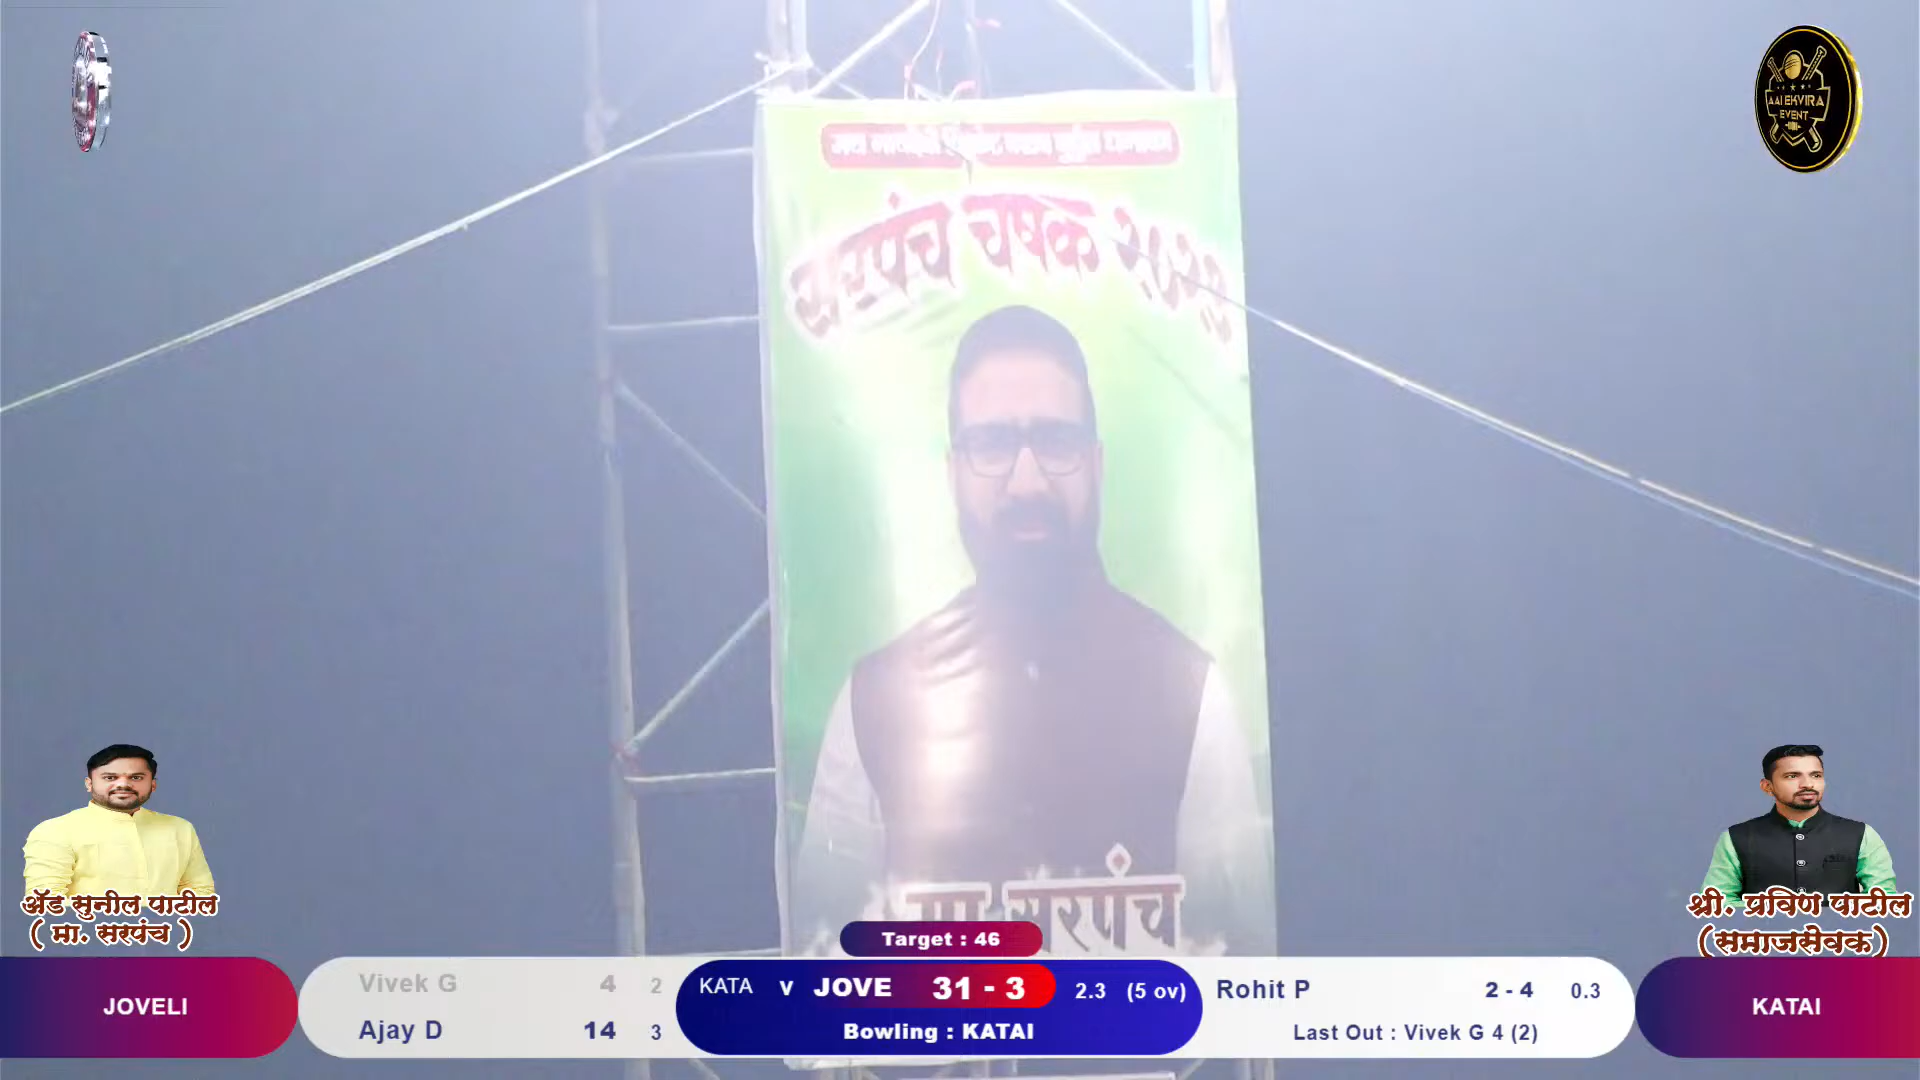 AAI EKVIRA
EVENT
सरपंच चषक २०२५
मा. सरपंच
ॲड सुनील पाटील
( मा. सरपंच )
श्री. प्रविण पाटील
(समाजसेवक)
Target : 46
JOVELI
Vivek G 4 2
Ajay D 14 3
KATA v JOVE 31 - 3 2.3 (5 ov)
Bowling : KATAI
Rohit P 2 - 4 0.3
Last Out : Vivek G 4 (2)
KATAI